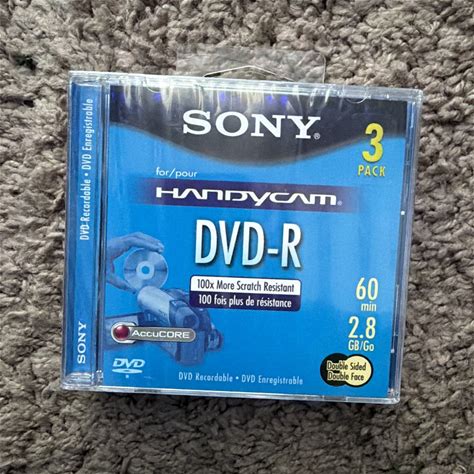 SONY®
3
PACK
for/pour
HANDYCAM®
DVD-R
100x More Scratch Resistant
100 fois plus de résistance
60
min
2.8
GB/Go
AccuCORE
Double Sided
Double Face
DVD
DVD Recordable • DVD Enregistrable
SONY
DVD-Recordable • DVD Enregistrable